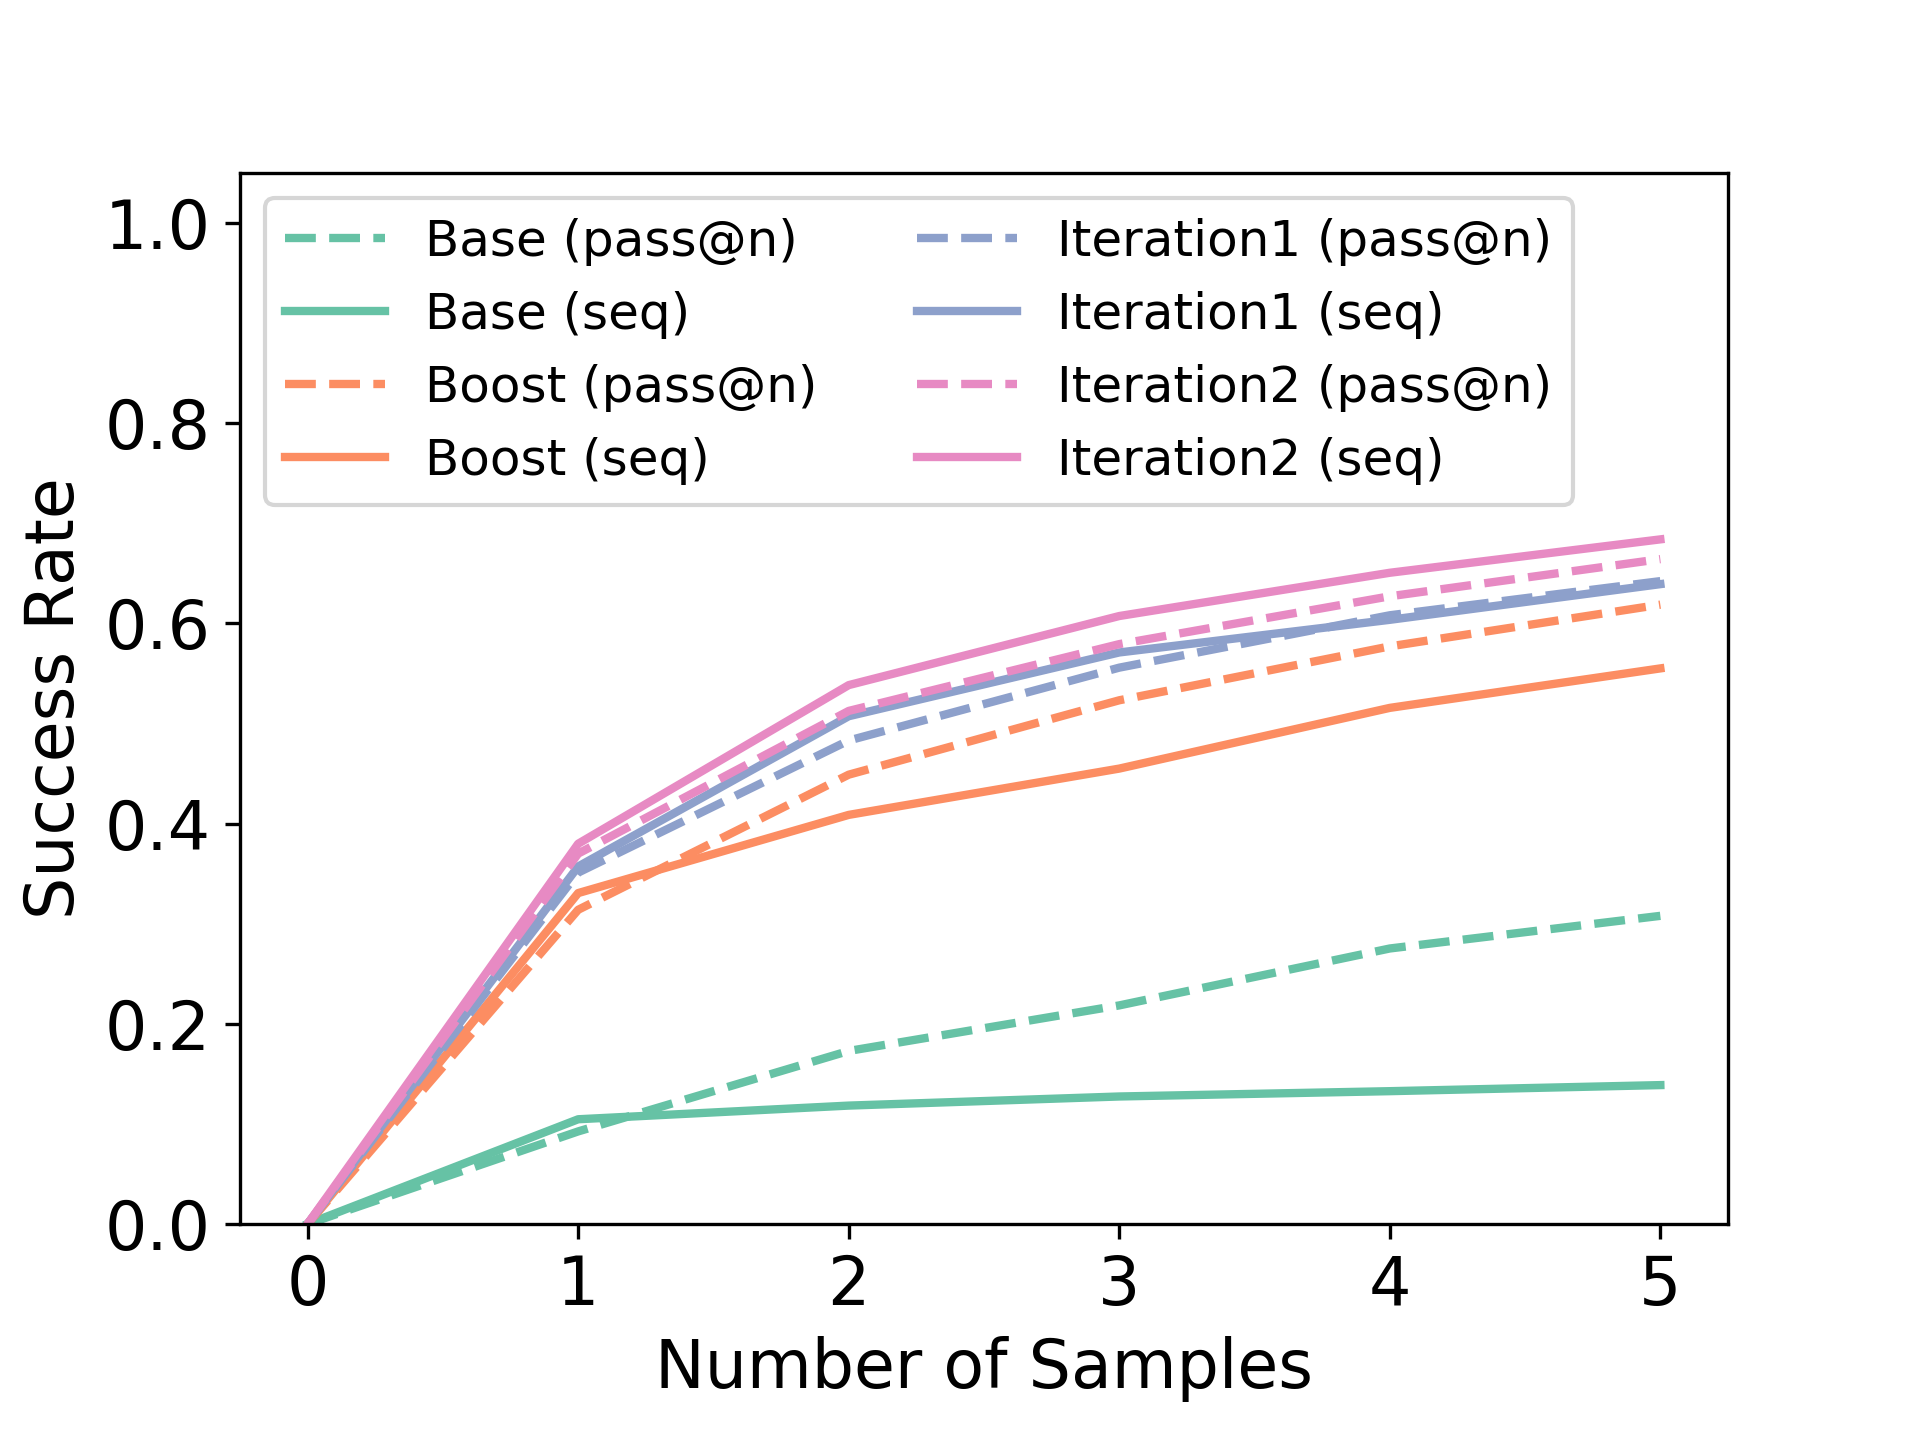 Base (pass@n)
Base (seq)
Boost (pass@n)
Boost (seq)
Iteration1 (pass@n)
Iteration1 (seq)
Iteration2 (pass@n)
Iteration2 (seq)
Success Rate
1.0
0.8
0.6
0.4
0.2
0.0
0 1 2 3 4 5
Number of Samples